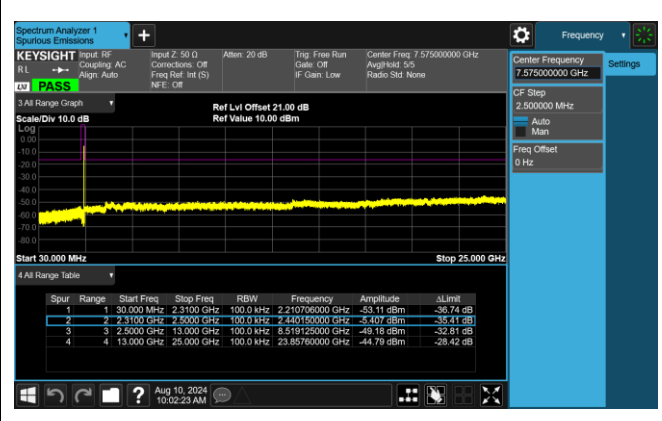 Spectrum Analyzer 1
Spurious Emissions
Frequency
KEYSIGHT
Input: RF
Input Z: 50 Ω
Atten: 20 dB
Trig: Free Run
Center Freq: 7.575000000 GHz
RL
Coupling: AC
Corrections: Off
Gate: Off
Avg|Hold: 5/5
Align: Auto
Freq Ref: Int (S)
IF Gain: Low
Radio Std: None
NFE: Off
LXI
PASS
3 All Range Graph
Ref Lvl Offset 21.00 dB
Scale/Div 10.0 dB
Ref Value 10.00 dBm
Log
0.00
-10.0
-20.0
-30.0
-40.0
-50.0
-60.0
-70.0
-80.0
Start 30.000 MHz
Stop 25.000 GHz
4 All Range Table
Spur Range Start Freq Stop Freq RBW Frequency Amplitude ΔLimit
1 1 30.000 MHz 2.3100 GHz 100.0 kHz 2.210706000 GHz -53.11 dBm -36.74 dB
2 2 2.3100 GHz 2.5000 GHz 100.0 kHz 2.440150000 GHz -5.407 dBm -35.41 dB
3 3 2.5000 GHz 13.000 GHz 100.0 kHz 8.519125000 GHz -49.18 dBm -32.81 dB
4 4 13.000 GHz 25.000 GHz 100.0 kHz 23.85760000 GHz -44.79 dBm -28.42 dB
Aug 10, 2024
10:02:23 AM
Center Frequency
7.575000000 GHz
Settings
CF Step
2.500000 MHz
Auto
Man
Freq Offset
0 Hz